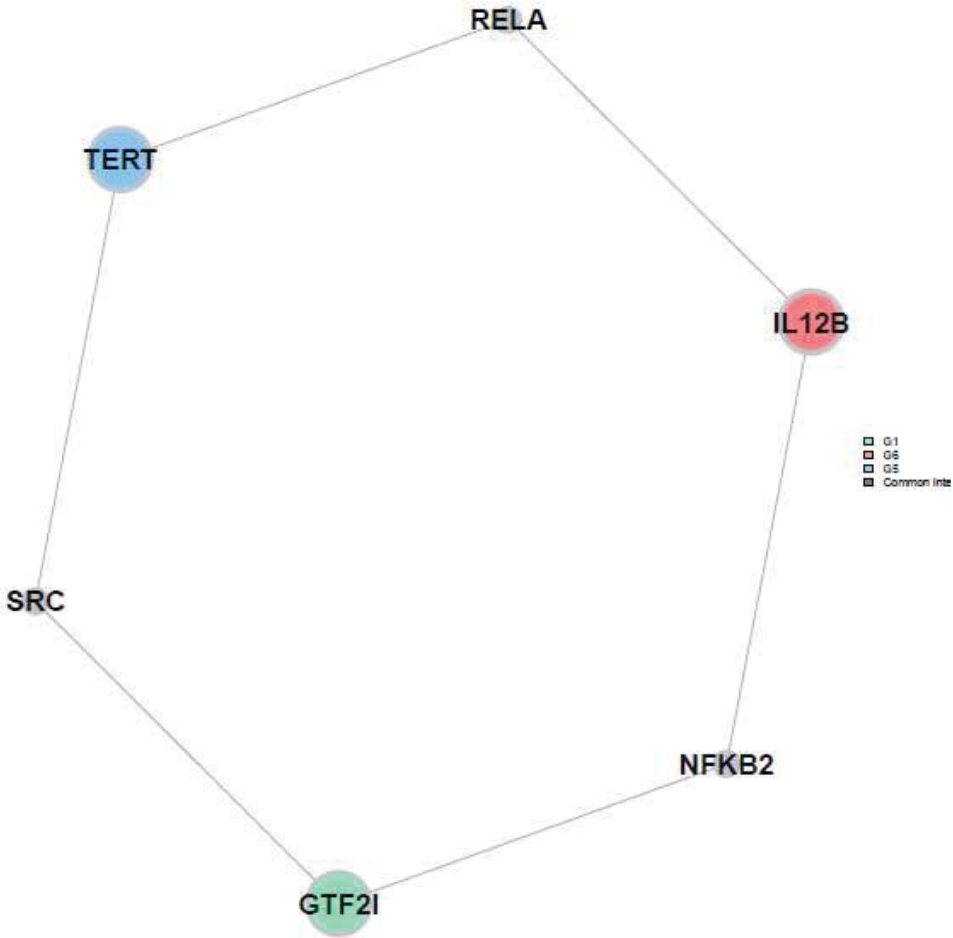 RELA
TERT
IL12B
G1
G6
G5
Common Inte
SRC
NFKB2
GTF2I